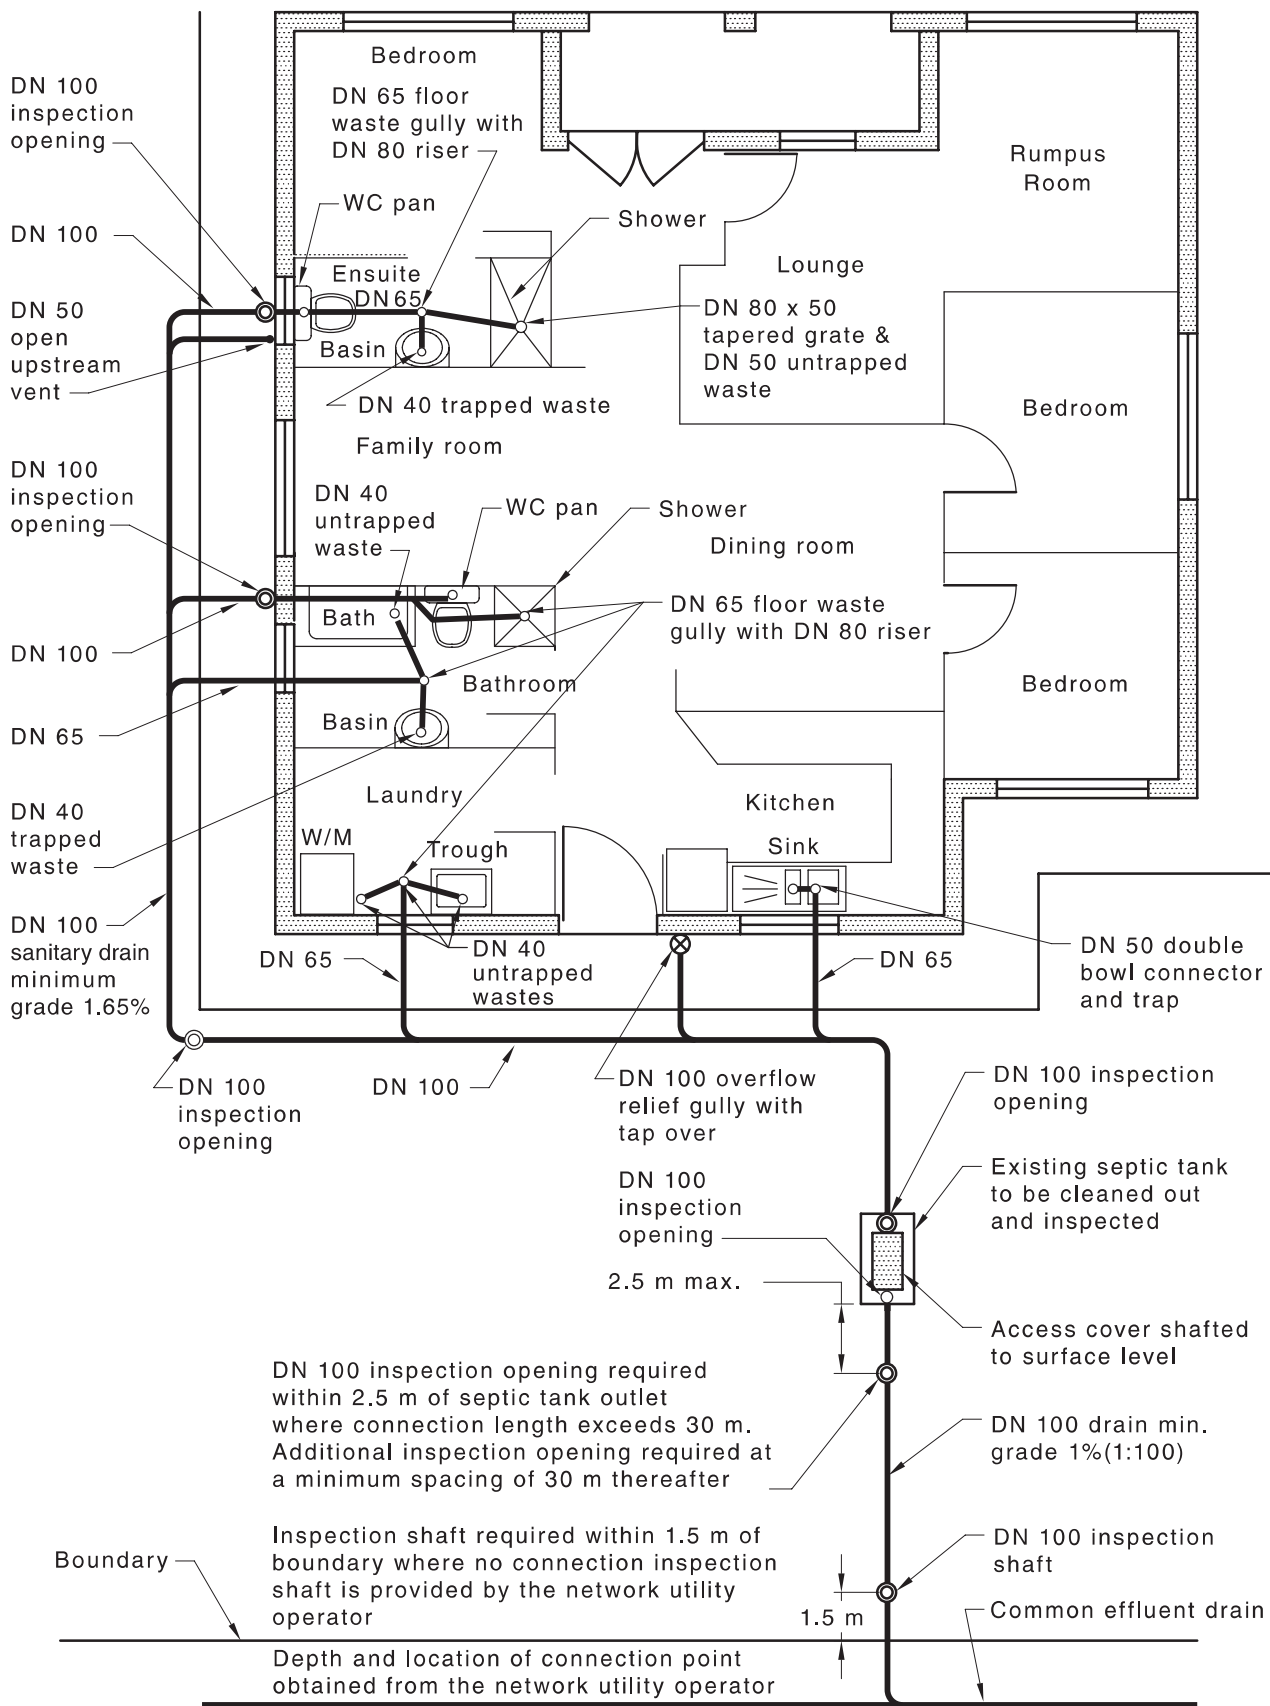 Bedroom
DN 65 floor
waste gully with
DN 80 riser
DN 100
inspection
opening
WC pan
DN 100
Shower
Rumpus
Room
Ensuite
DN 65
Lounge
DN 50
open
upstream
vent
Basin
DN 80 x 50
tapered grate &
DN 50 untrapped
waste
DN 40 trapped waste
Family room
Bedroom
DN 100
inspection
opening
DN 40
untrapped
waste
WC pan
Shower
Dining room
Bath
DN 65 floor waste
gully with DN 80 riser
DN 100
Bathroom
Bedroom
DN 65
Basin
DN 40
trapped
waste
Laundry
W/M
Trough
Kitchen
Sink
DN 100
sanitary drain
minimum
grade 1.65%
DN 65
DN 40
untrapped
wastes
DN 65
DN 50 double
bowl connector
and trap
DN 100
inspection
opening
DN 100
DN 100 overflow
relief gully with
tap over
DN 100 inspection
opening
DN 100
inspection
opening
Existing septic tank
to be cleaned out
and inspected
2.5 m max.
Access cover shafted
to surface level
DN 100 inspection opening required
within 2.5 m of septic tank outlet
where connection length exceeds 30 m.
Additional inspection opening required at
a minimum spacing of 30 m thereafter
DN 100 drain min.
grade 1%(1:100)
Inspection shaft required within 1.5 m of
boundary where no connection inspection
shaft is provided by the network utility
operator
DN 100 inspection
shaft
Boundary
1.5 m
Common effluent drain
Depth and location of connection point
obtained from the network utility operator